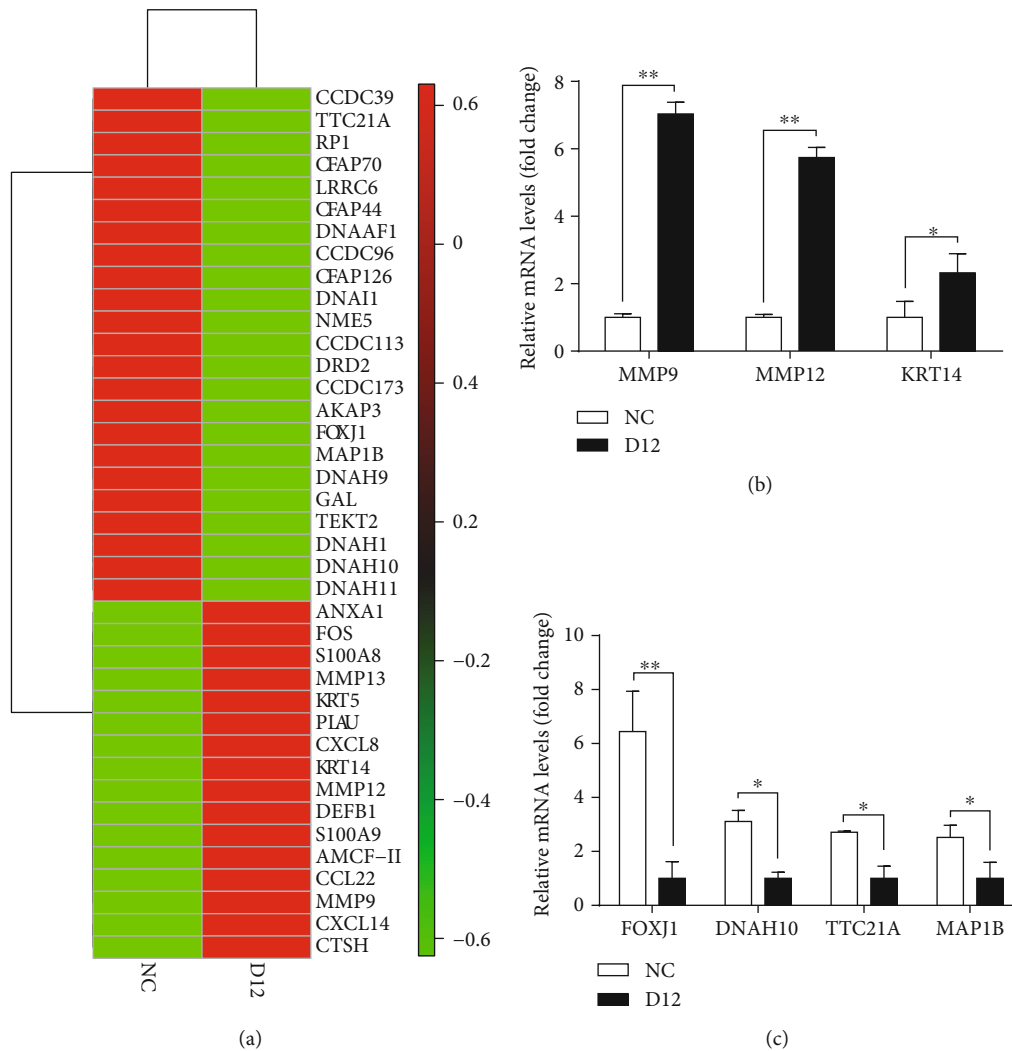 CCDC39
TTC21A
RP1
CFAP70
LRRC6
CFAP44
DNAAF1
CCDC96
CFAP126
DNAI1
NME5
CCDC113
DRD2
CCDC173
AKAP3
FOXJ1
MAP1B
DNAH9
GAL
TEKT2
DNAH1
DNAH10
DNAH11
ANXA1
FOS
S100A8
MMP13
KRT5
PLAU
CXCL8
KRT14
MMP12
DEFB1
S100A9
AMCF−II
CCL22
MMP9
CXCL14
CTSH
NC
D12
0.6
0
0.4
0.2
−0.2
−0.4
−0.6
(a)
Relative mRNA levels (fold change)
8
6
4
2
0
**
**
*
MMP9
MMP12
KRT14
NC
D12
(b)
Relative mRNA levels (fold change)
10
8
6
4
2
0
**
*
*
*
FOXJ1
DNAH10
TTC21A
MAP1B
NC
D12
(c)